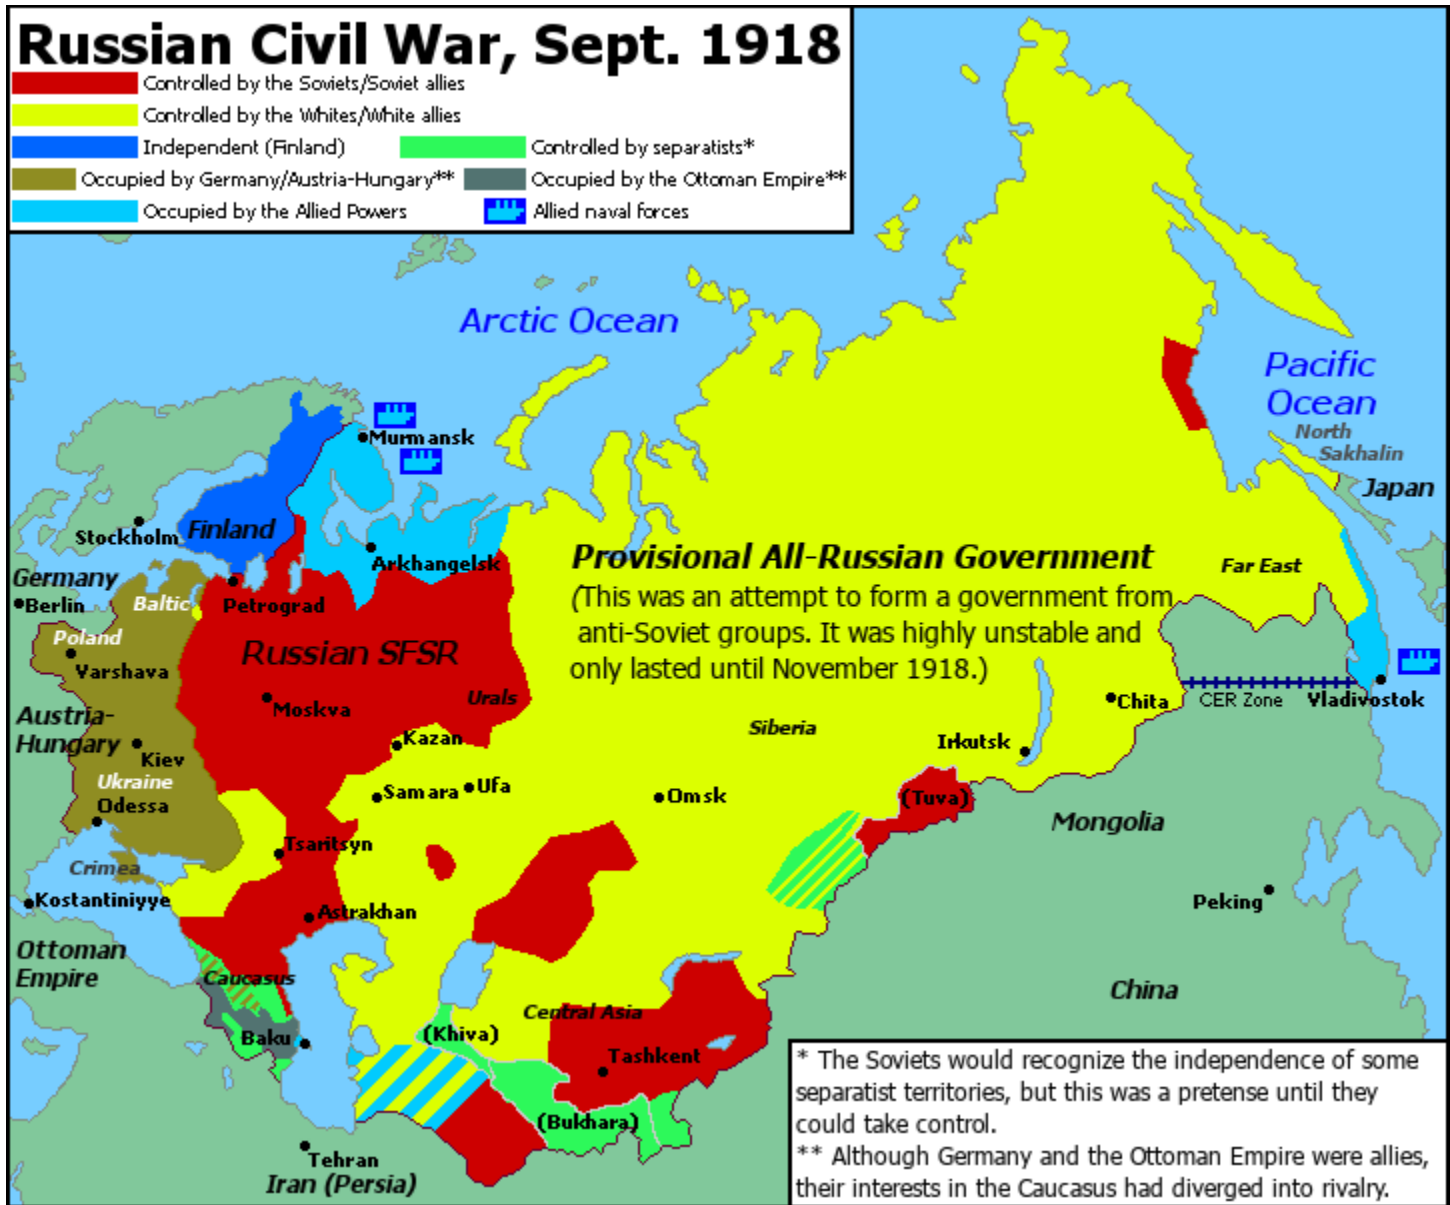 Russian Civil War, Sept. 1918
Controlled by the Soviets/Soviet allies
Controlled by the Whites/White allies
Independent (Finland)
Controlled by separatists*
Occupied by Germany/Austria-Hungary**
Occupied by the Ottoman Empire**
Occupied by the Allied Powers
Allied naval forces
Arctic Ocean
Pacific
Ocean
North
Sakhalin
Japan
Murmansk
Finland
Stockholm
Arkhangelsk
Germany
Berlin
Baltic
Petrograd
Poland
Varshava
Russian SFSR
Provisional All-Russian Government
(This was an attempt to form a government from
anti-Soviet groups. It was highly unstable and
only lasted until November 1918.)
Far East
Urals
Moskva
Austria-
Hungary
Kiev
Kazan
Siberia
Irkutsk
Chita
CER Zone
Vladivostok
Ukraine
Odessa
Samara
Ufa
Omsk
(Tuva)
Mongolia
Tsaritsyn
Crimea
Kostantiniyye
Astrakhan
Peking
Ottoman
Empire
Caucasus
China
Central Asia
Baku
(Khiva)
Tashkent
(Bukhara)
Tehran
Iran (Persia)
* The Soviets would recognize the independence of some
separatist territories, but this was a pretense until they
could take control.
** Although Germany and the Ottoman Empire were allies,
their interests in the Caucasus had diverged into rivalry.